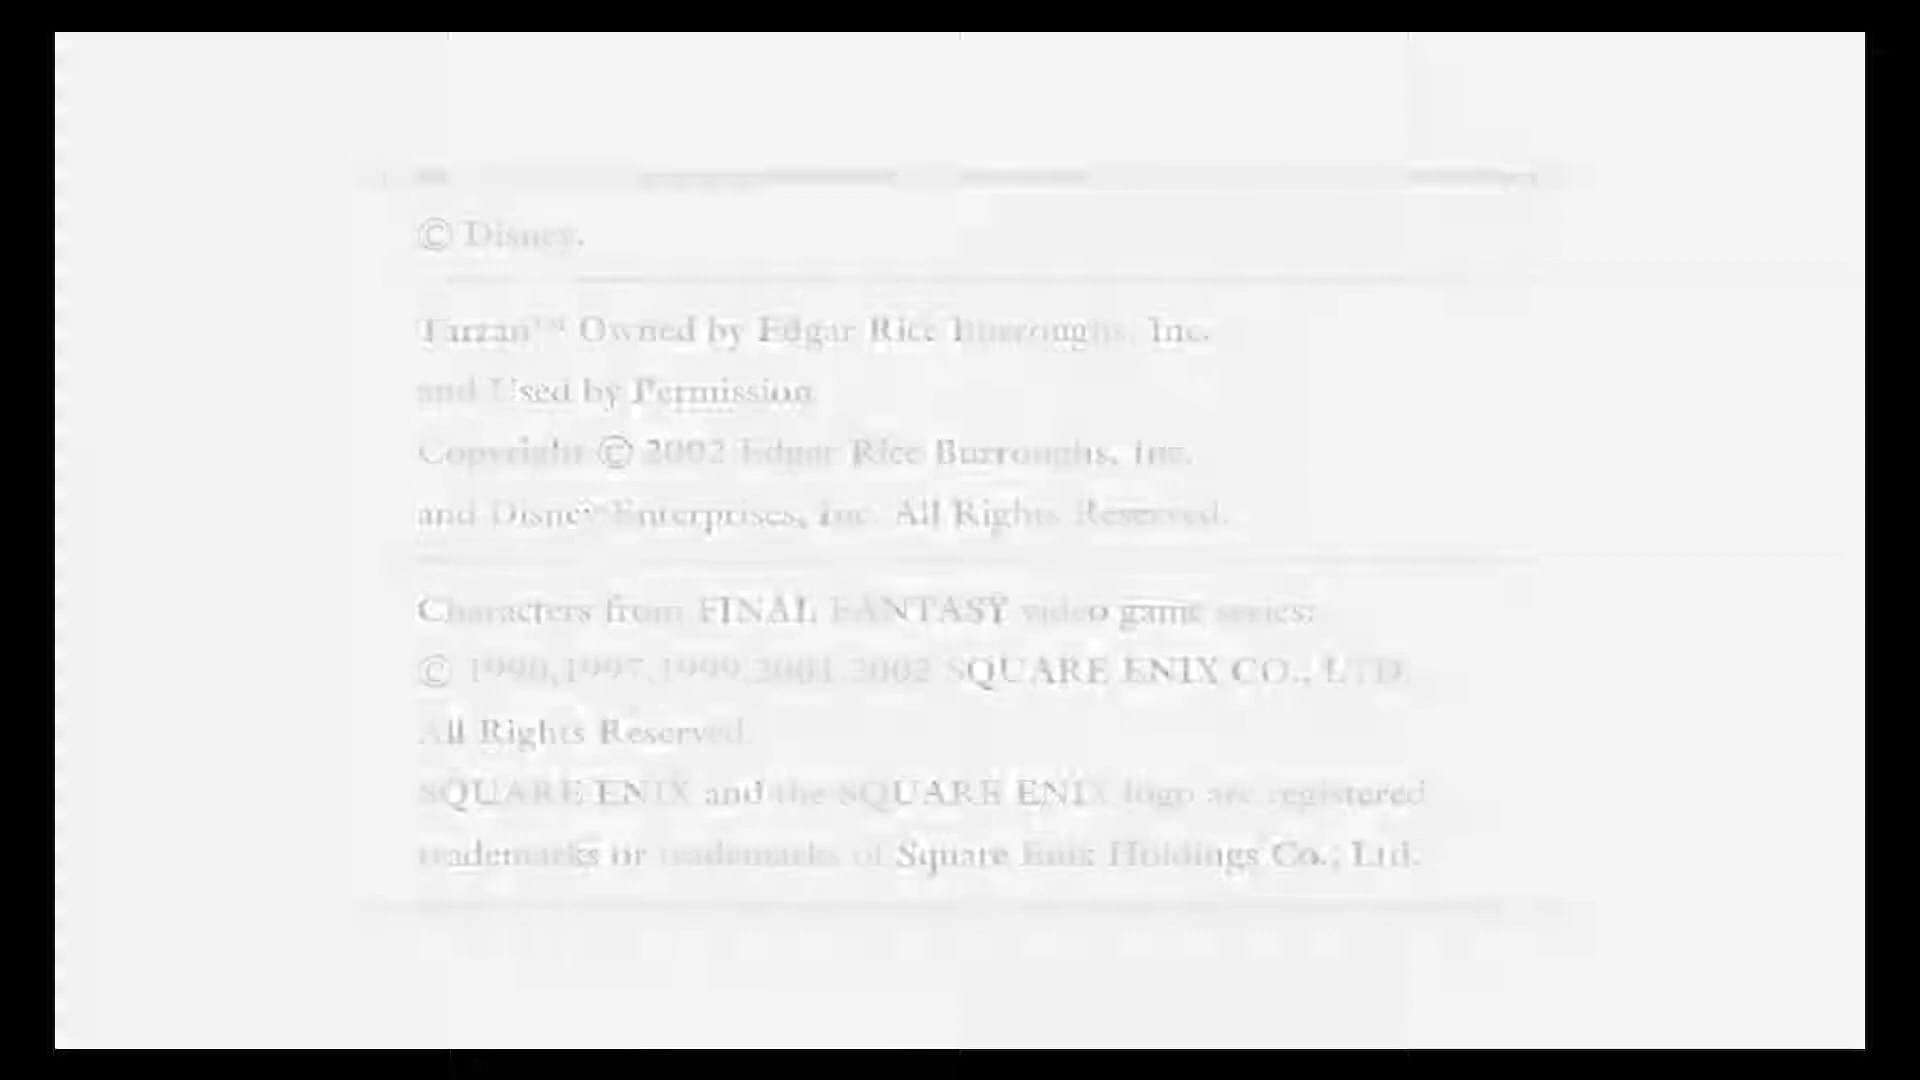 © Disney.
Tarzan™ Owned by Edgar Rice Burroughs, Inc.
and Used by Permission.
Copyright © 2002 Edgar Rice Burroughs, Inc.
and Disney Enterprises, Inc. All Rights Reserved.
Characters from FINAL FANTASY video game series:
© 1990,1997,1999,2001,2002 SQUARE ENIX CO., LTD.
All Rights Reserved.
SQUARE ENIX and the SQUARE ENIX logo are registered
trademarks or trademarks of Square Enix Holdings Co., Ltd.